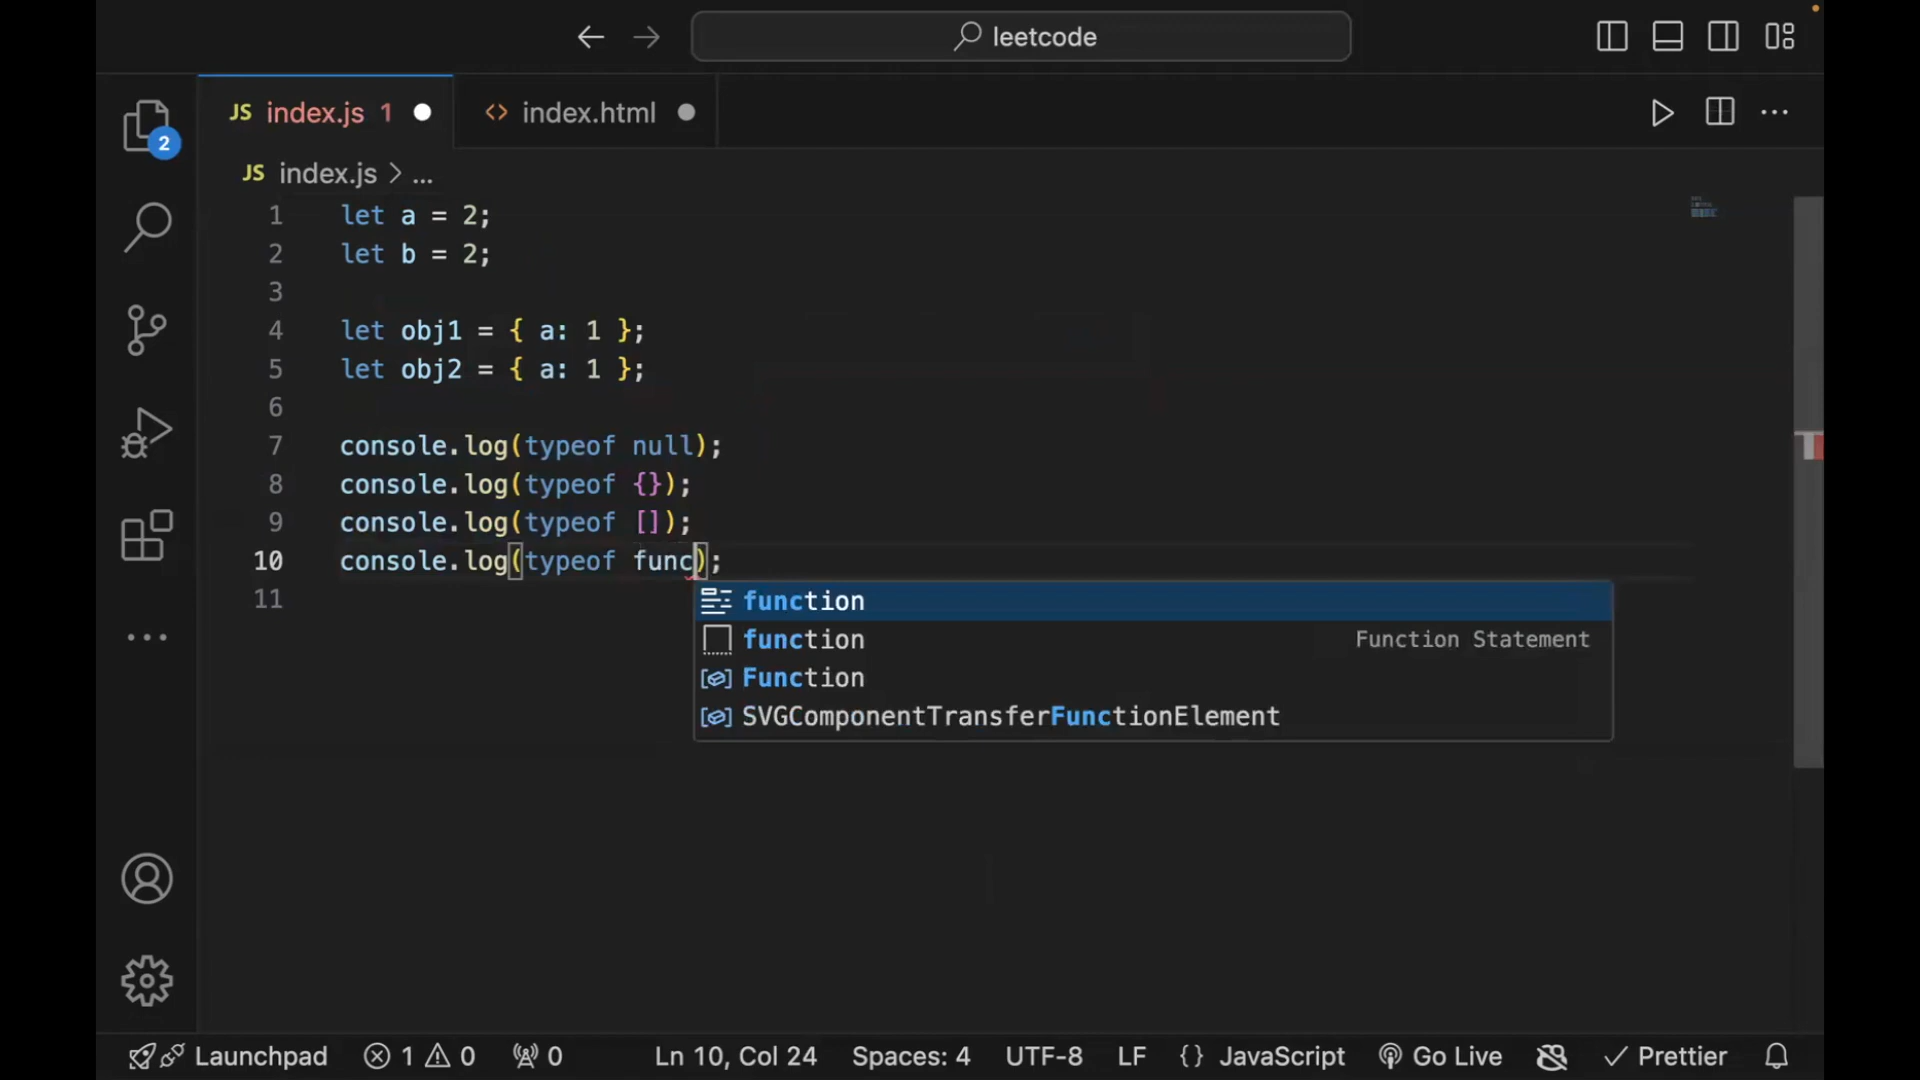 leetcode
JS index.js 1
<> index.html
2
JS index.js > ...
1 let a = 2;
2 let b = 2;
3
4 let obj1 = { a: 1 };
5 let obj2 = { a: 1 };
6
7 console.log(typeof null);
8 console.log(typeof {});
9 console.log(typeof []);
10 console.log(typeof func);
11
function
function Function Statement
Function
SVGComponentTransferFunctionElement
Launchpad 1 0 0 Ln 10, Col 24 Spaces: 4 UTF-8 LF {} JavaScript Go Live Prettier